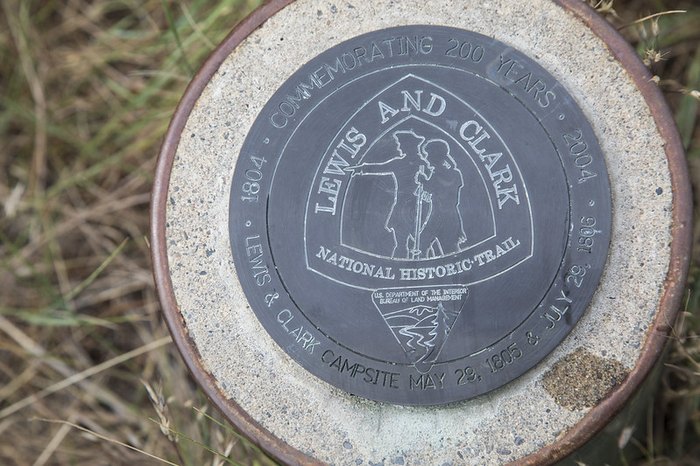 1804 · COMMEMORATING 200 YEARS · 2004
LEWIS AND CLARK
NATIONAL HISTORIC TRAIL
U.S. DEPARTMENT OF THE INTERIOR
BUREAU OF LAND MANAGEMENT
LEWIS & CLARK CAMPSITE MAY 29, 1805 & JULY 29, 1806